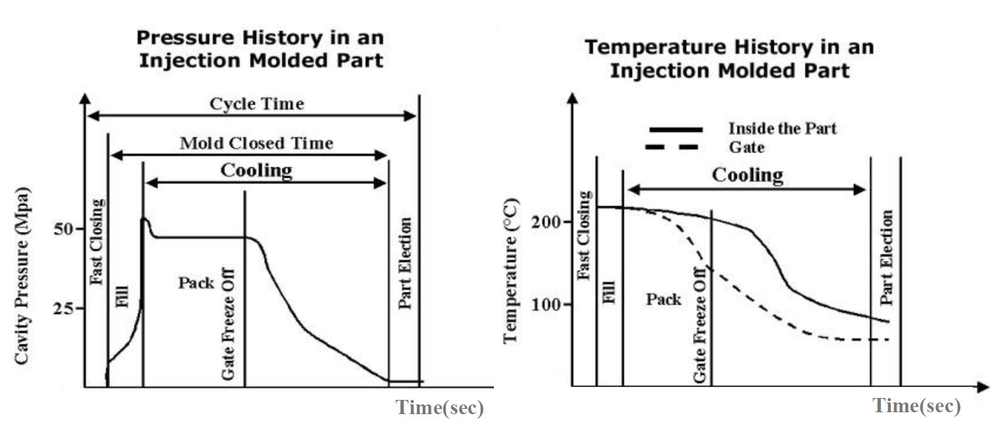 Pressure History in an
Injection Molded Part
Cycle Time
Mold Closed Time
Cooling
Cavity Pressure (Mpa)
50
25
Fast Closing
Fill
Pack
Gate Freeze Off
Part Election
Time(sec)
Temperature History in an
Injection Molded Part
Inside the Part
Gate
Cooling
Temperature (°C)
200
100
Fast Closing
Fill
Pack
Gate Freeze Off
Part Election
Time(sec)